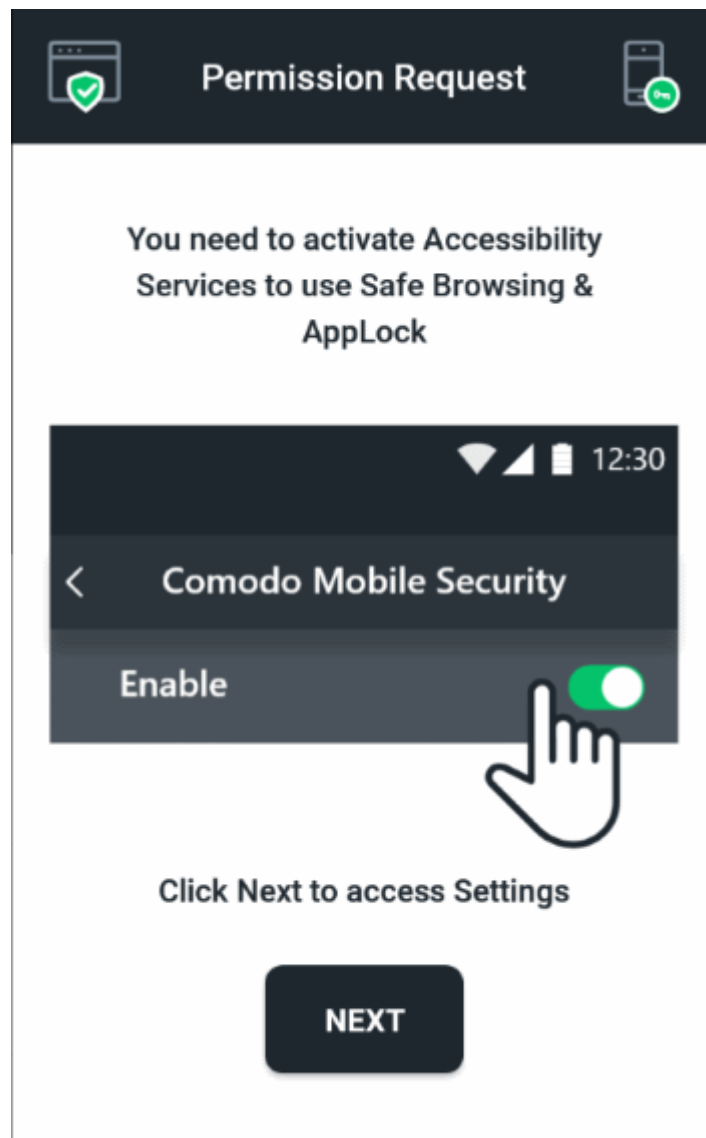 Permission Request
You need to activate Accessibility
Services to use Safe Browsing &
AppLock
12:30
Comodo Mobile Security
Enable
Click Next to access Settings
NEXT